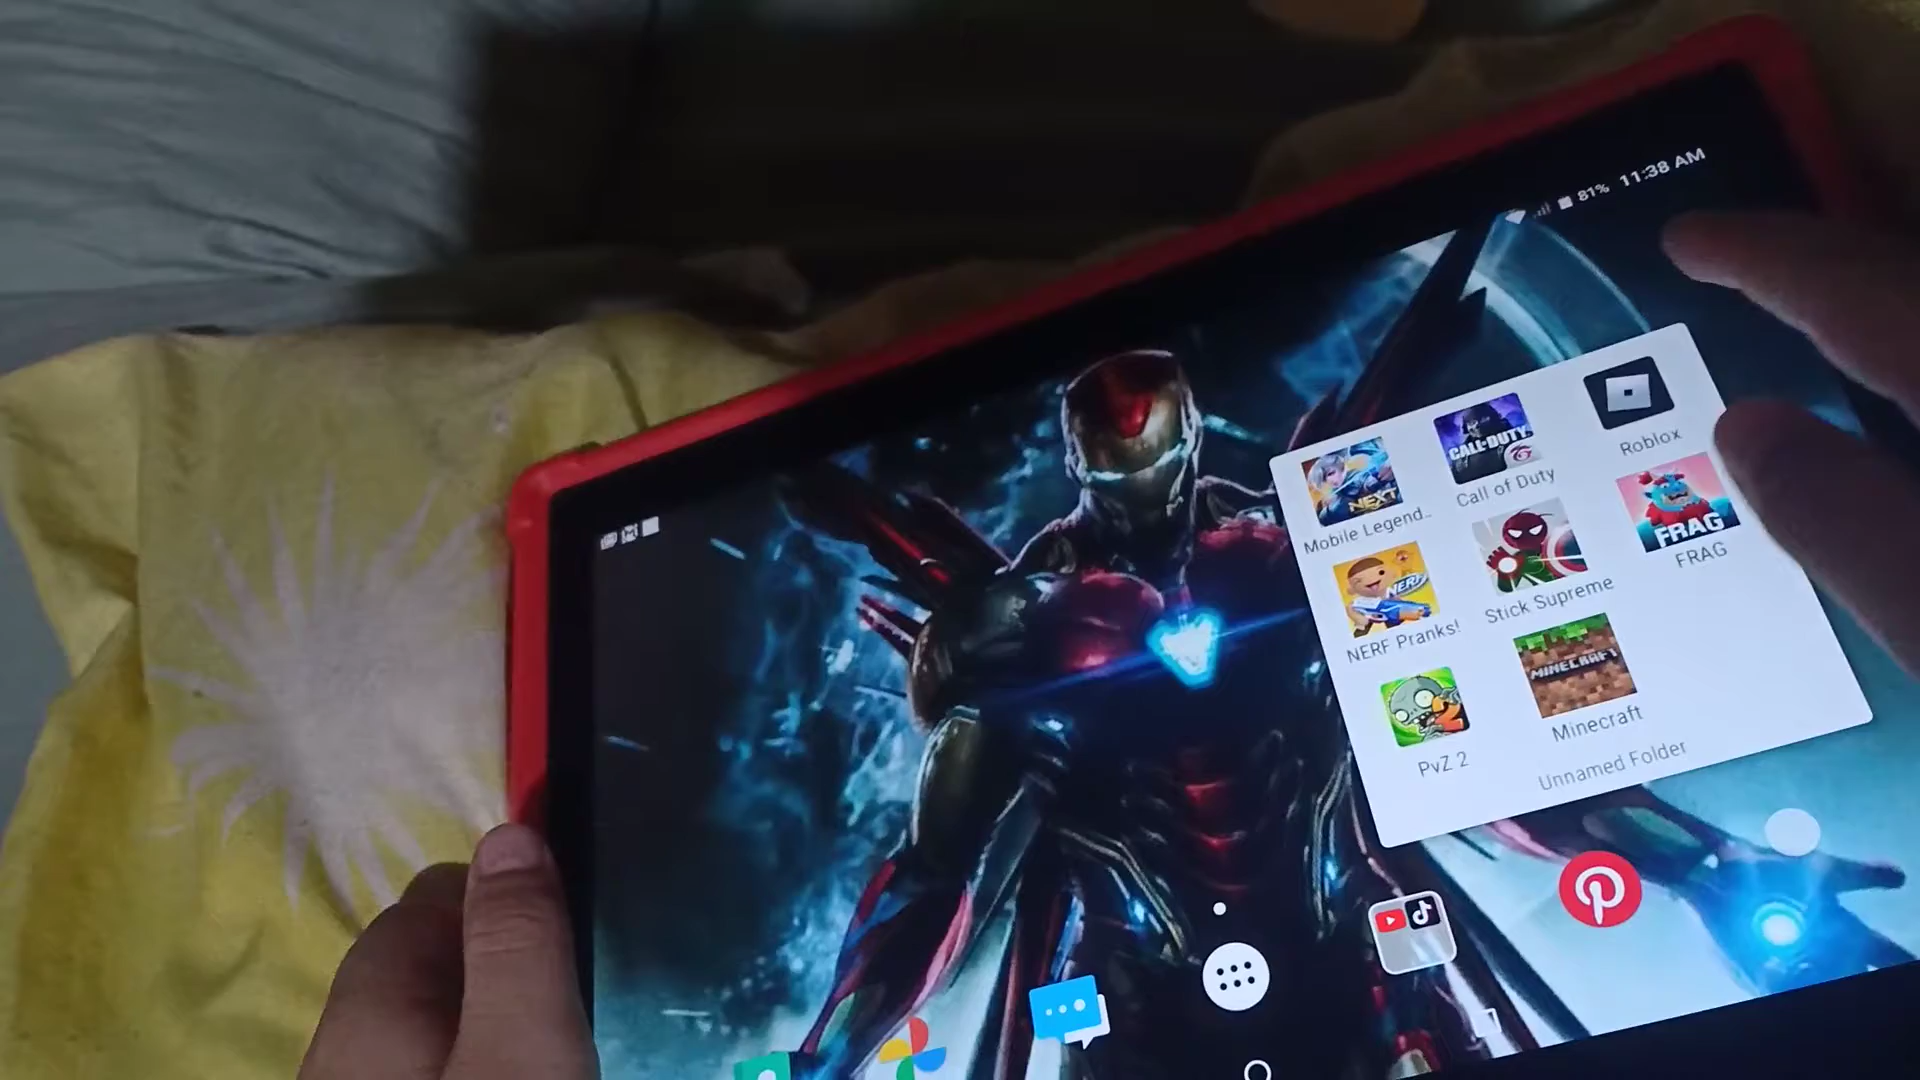 81% 11:38 AM
NEXT
Mobile Legend..
CALL·DUTY
Call of Duty
Roblox
NERF
NERF Pranks!
Stick Supreme
FRAG
FRAG
2
PvZ 2
MINECRAFT
Minecraft
Unnamed Folder